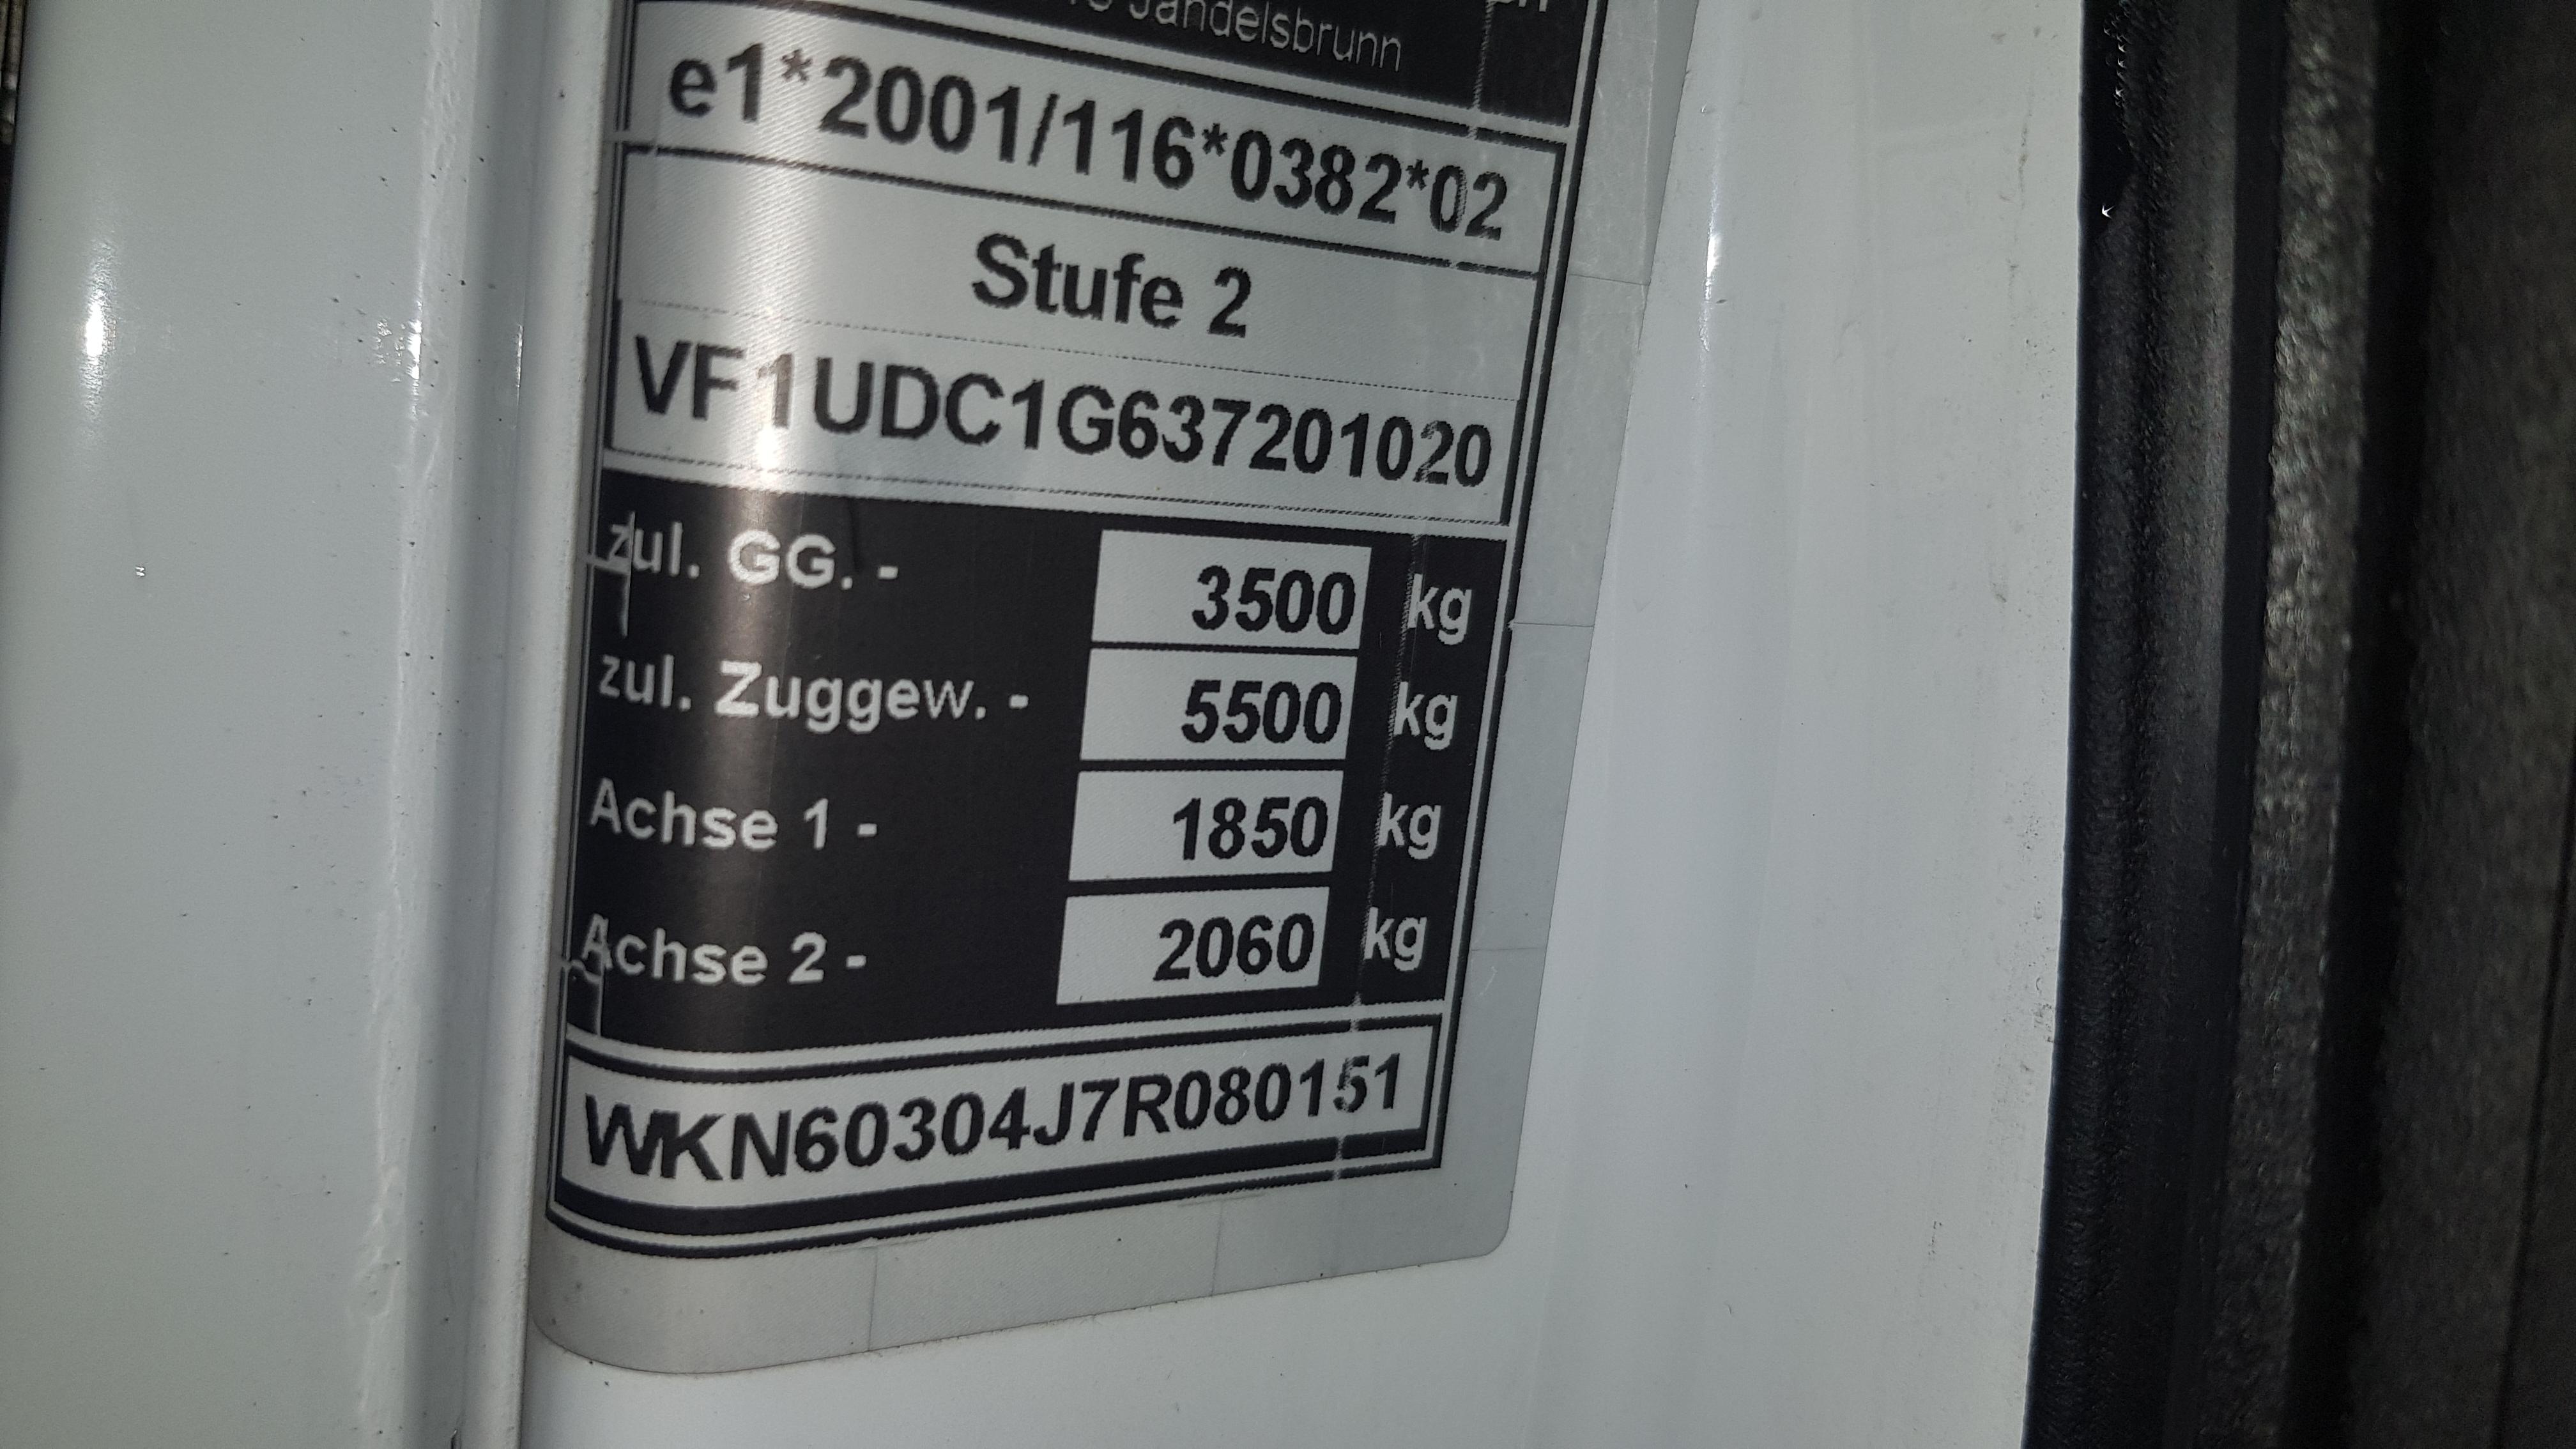 Jandelsbrunn
e1*2001/116*0382*02
Stufe 2
VF1UDC1G637201020
zul. GG. - 3500 kg
zul. Zuggew. - 5500 kg
Achse 1 - 1850 kg
Achse 2 - 2060 kg
WKN60304J7R080151